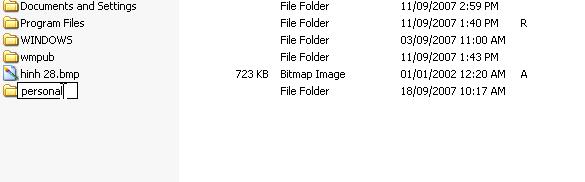 Documents and Settings File Folder 11/09/2007 2:59 PM
Program Files File Folder 11/09/2007 1:40 PM R
WINDOWS File Folder 03/09/2007 11:00 AM
wmpub File Folder 11/09/2007 1:43 PM
hinh 28.bmp 723 KB Bitmap Image 01/01/2002 12:20 AM A
personal File Folder 18/09/2007 10:17 AM